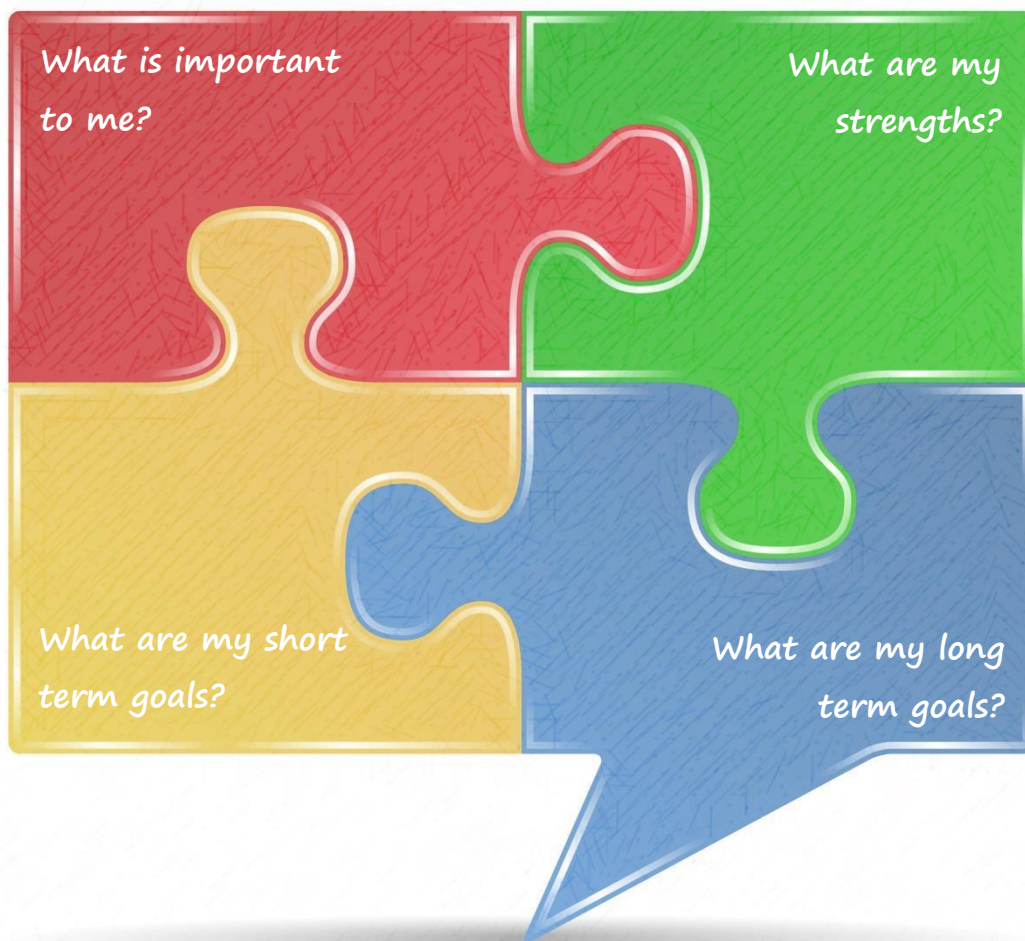 What is important
to me?
What are my
strengths?
What are my short
term goals?
What are my long
term goals?